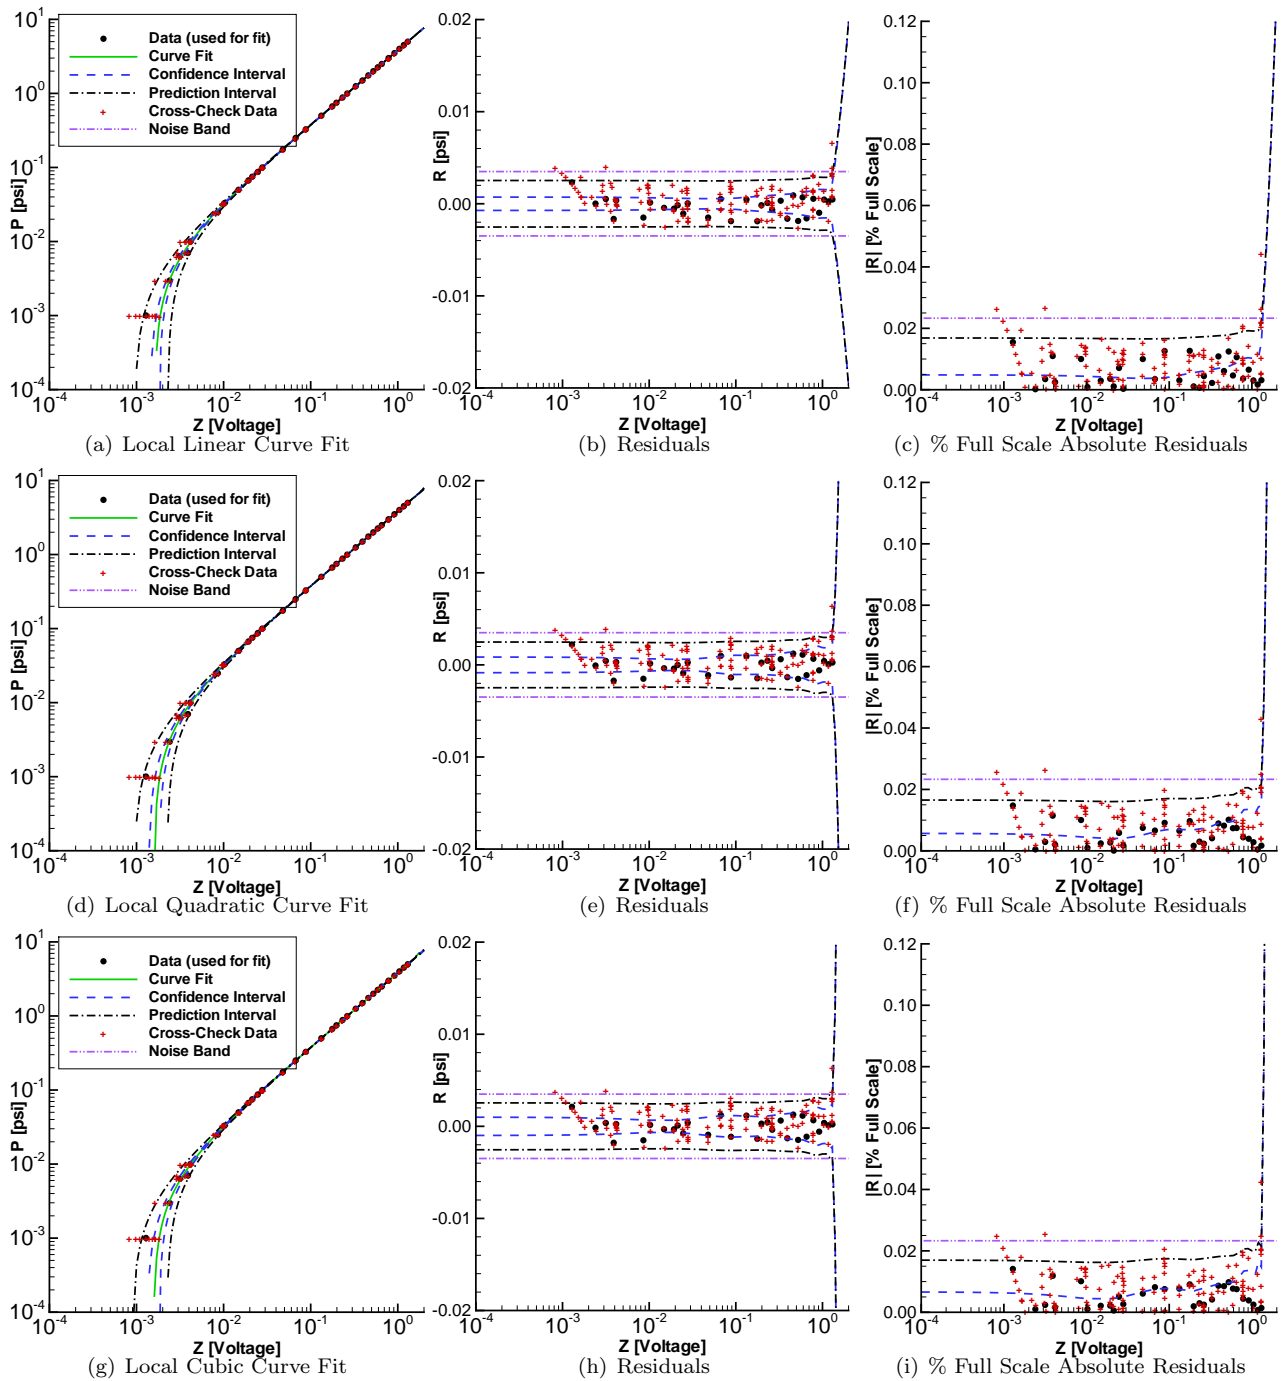 10^1
10^0
10^-1
10^-2
10^-3
10^-4
P [psi]
Data (used for fit)
Curve Fit
Confidence Interval
Prediction Interval
Cross-Check Data
Noise Band
10^-4 10^-3 10^-2 10^-1 10^0
Z [Voltage]
(a) Local Linear Curve Fit
0.02
0.01
0.00
-0.01
-0.02
R [psi]
10^-4 10^-3 10^-2 10^-1 10^0
Z [Voltage]
(b) Residuals
0.12
0.10
0.08
0.06
0.04
0.02
0.00
|R| [% Full Scale]
10^-4 10^-3 10^-2 10^-1 10^0
Z [Voltage]
(c) % Full Scale Absolute Residuals
10^1
10^0
10^-1
10^-2
10^-3
10^-4
P [psi]
Data (used for fit)
Curve Fit
Confidence Interval
Prediction Interval
Cross-Check Data
Noise Band
10^-4 10^-3 10^-2 10^-1 10^0
Z [Voltage]
(d) Local Quadratic Curve Fit
0.02
0.01
0.00
-0.01
-0.02
R [psi]
10^-4 10^-3 10^-2 10^-1 10^0
Z [Voltage]
(e) Residuals
0.12
0.10
0.08
0.06
0.04
0.02
0.00
|R| [% Full Scale]
10^-4 10^-3 10^-2 10^-1 10^0
Z [Voltage]
(f) % Full Scale Absolute Residuals
10^1
10^0
10^-1
10^-2
10^-3
10^-4
P [psi]
Data (used for fit)
Curve Fit
Confidence Interval
Prediction Interval
Cross-Check Data
Noise Band
10^-4 10^-3 10^-2 10^-1 10^0
Z [Voltage]
(g) Local Cubic Curve Fit
0.02
0.01
0.00
-0.01
-0.02
R [psi]
10^-4 10^-3 10^-2 10^-1 10^0
Z [Voltage]
(h) Residuals
0.12
0.10
0.08
0.06
0.04
0.02
0.00
|R| [% Full Scale]
10^-4 10^-3 10^-2 10^-1 10^0
Z [Voltage]
(i) % Full Scale Absolute Residuals